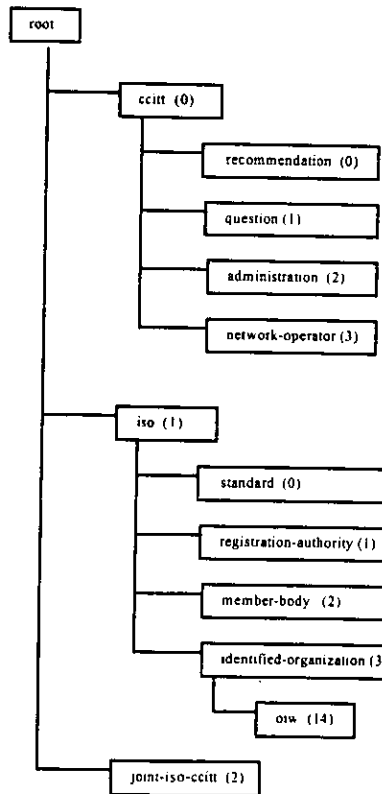 root
ccitt (0)
recommendation (0)
question (1)
administration (2)
network-operator (3)
iso (1)
standard (0)
registration-authority (1)
member-body (2)
identified-organization (3
oiw (14)
joint-iso-ccitt (2)